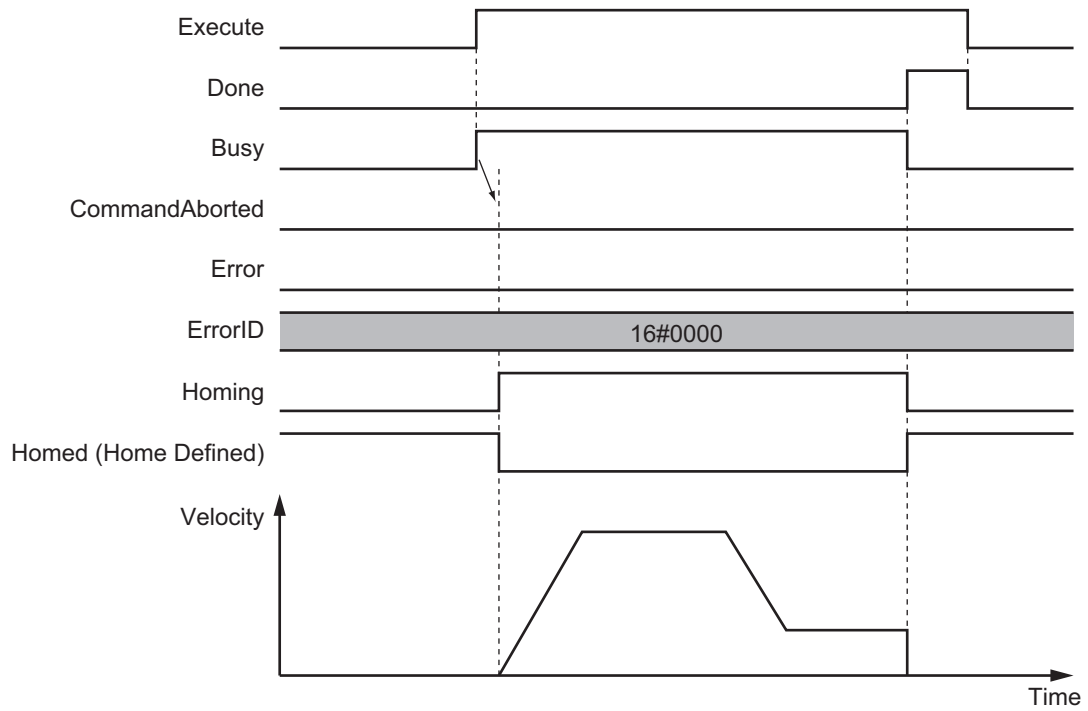 Execute
Done
Busy
CommandAborted
Error
ErrorID
16#0000
Homing
Homed (Home Defined)
Velocity
Time